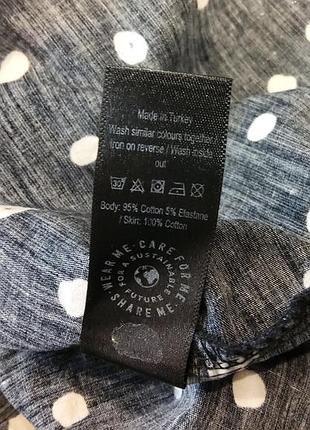 Made in Turkey
Wash similar colours together /
Iron on reverse / Wash inside
out
30
Body: 95% Cotton 5% Elastane
/ Skirt: 100% Cotton
WEAR ME - CARE FOR ME
SHARE ME
FOR A SUSTAINABLE
FUTURE